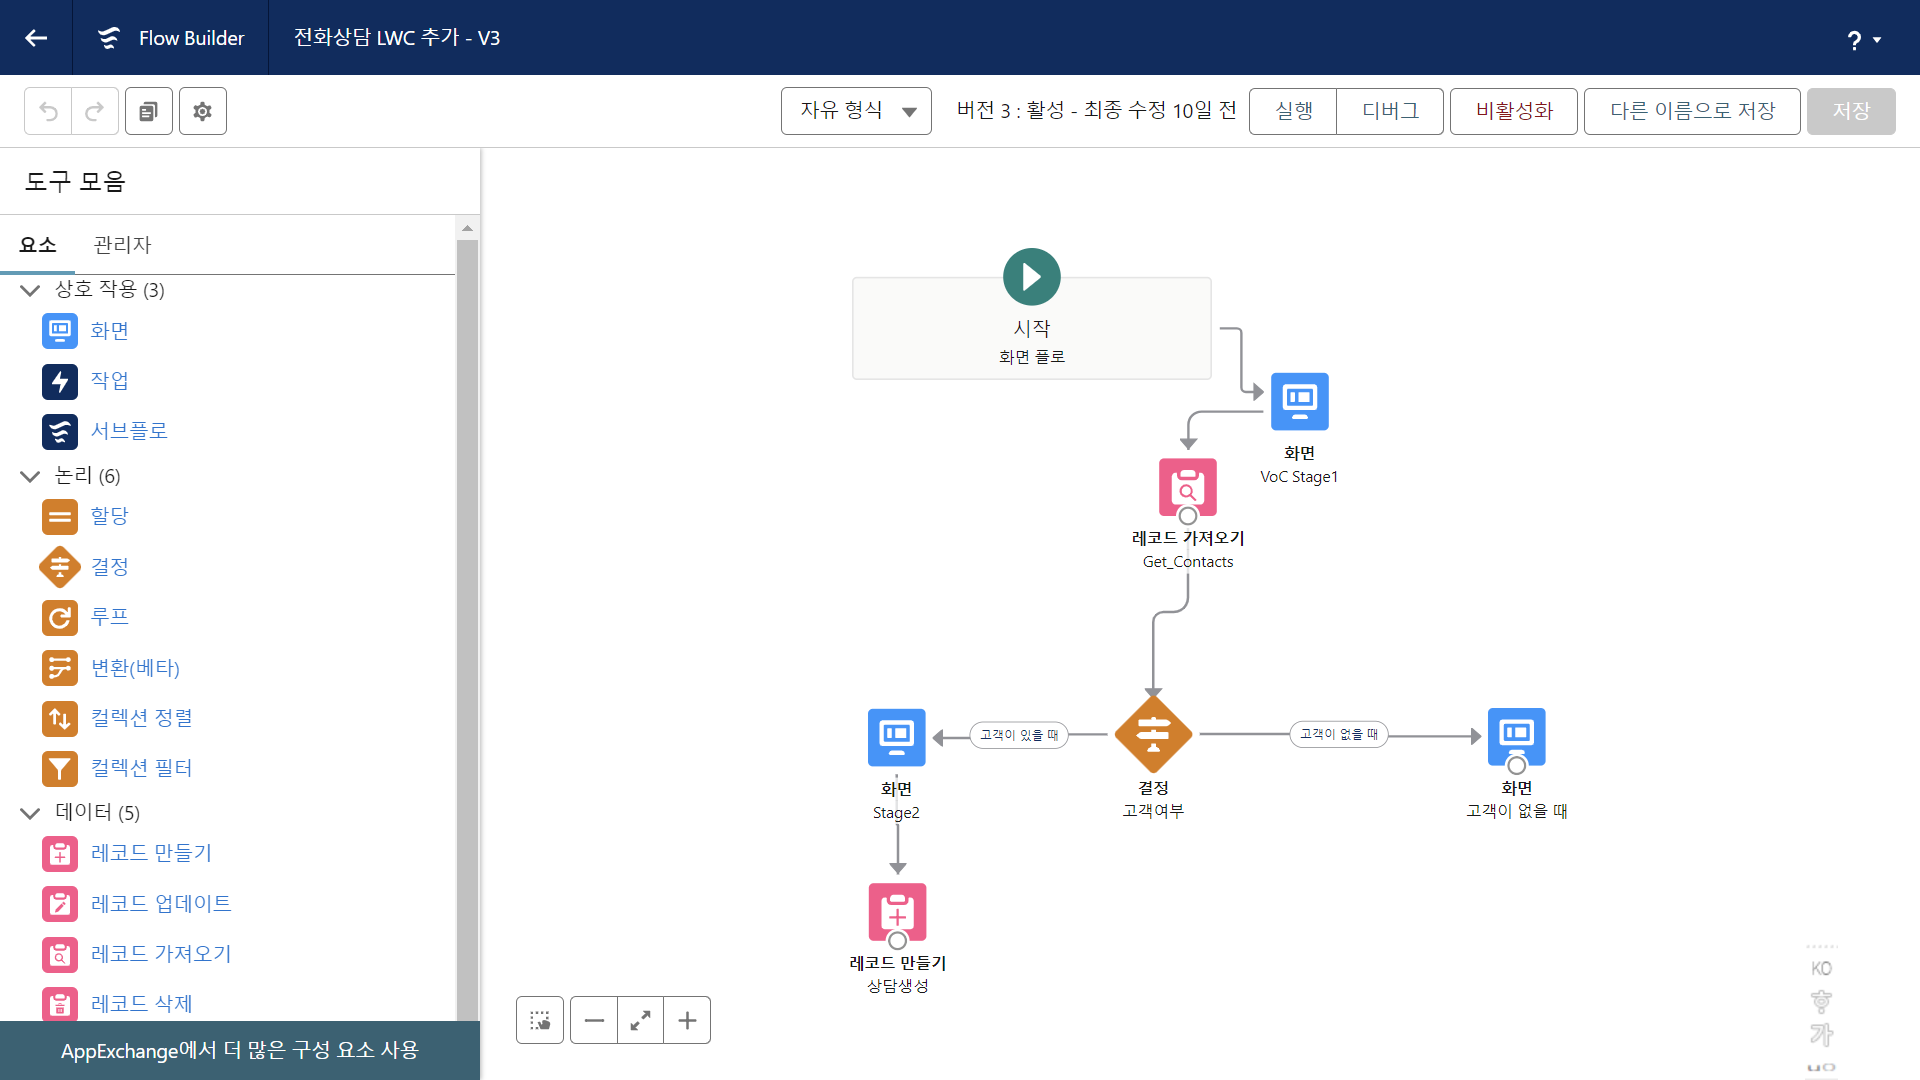 Flow Builder
전화상담 LWC 추가 - V3
?
자유 형식
버전 3 : 활성 - 최종 수정 10일 전
실행
디버그
비활성화
다른 이름으로 저장
저장
도구 모음
요소
관리자
상호 작용 (3)
화면
작업
서브플로
논리 (6)
할당
결정
루프
변환(베타)
컬렉션 정렬
컬렉션 필터
데이터 (5)
레코드 만들기
레코드 업데이트
레코드 가져오기
레코드 삭제
AppExchange에서 더 많은 구성 요소 사용
시작
화면 플로
화면
VoC Stage1
레코드 가져오기
Get_Contacts
고객이 있을 때
고객이 없을 때
화면
Stage2
결정
고객여부
화면
고객이 없을 때
레코드 만들기
상담생성
KO
가